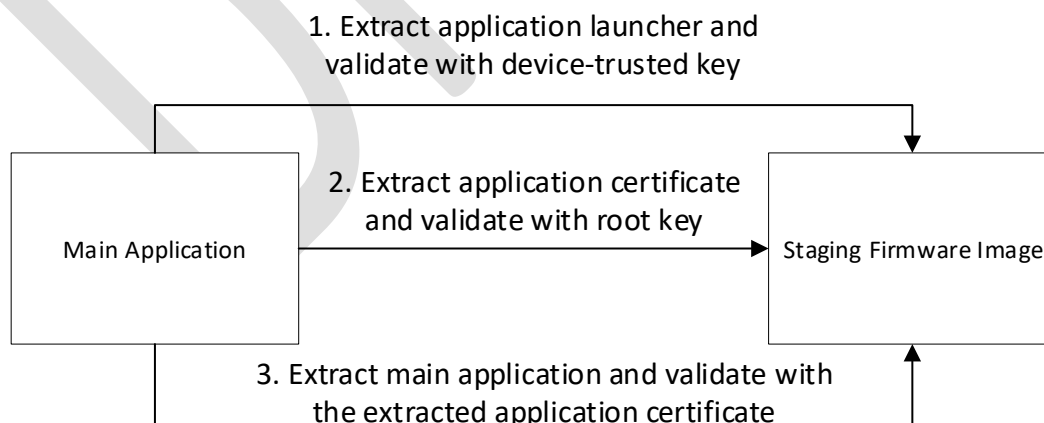 1. Extract application launcher and
validate with device-trusted key
2. Extract application certificate
and validate with root key
Main Application
Staging Firmware Image
3. Extract main application and validate with
the extracted application certificate